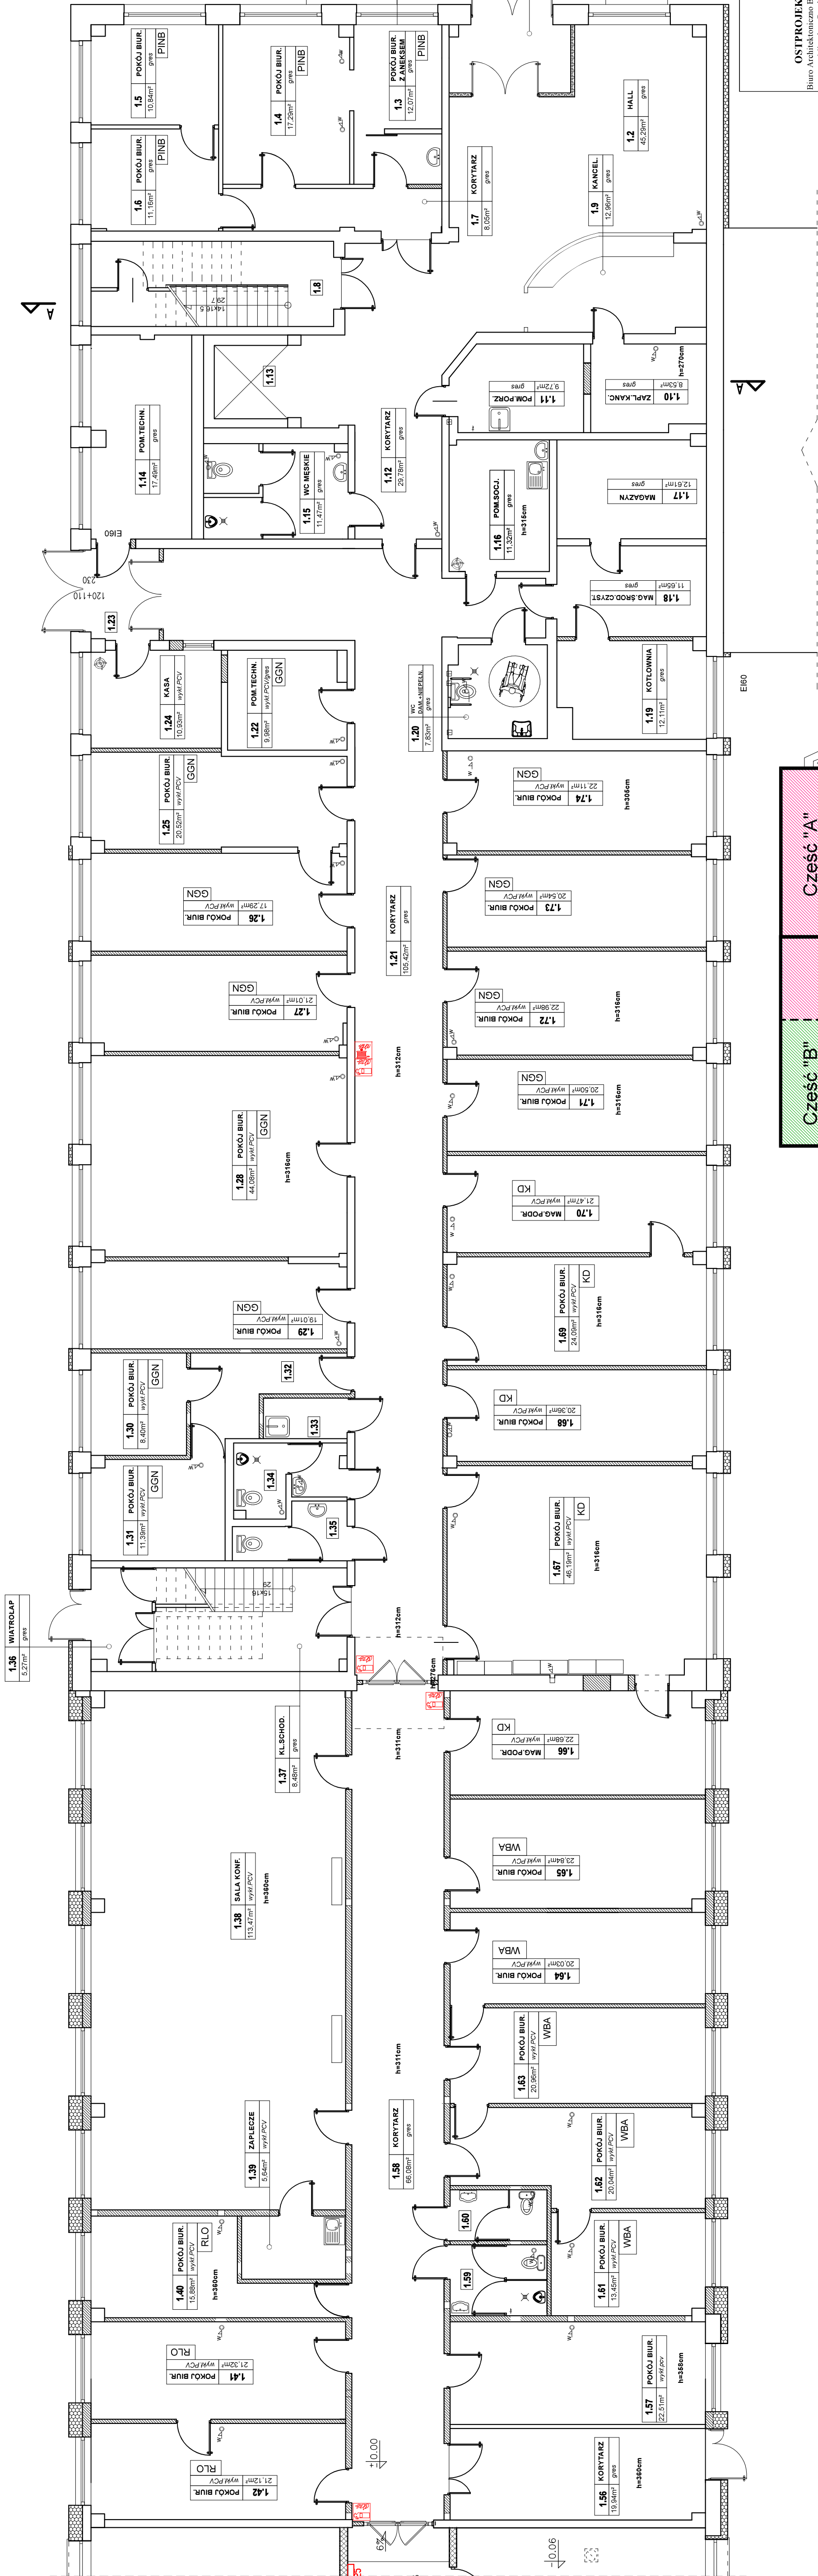 OSTPROJEKT
Biuro Architektoniczno
1.5 POKÓJ BIUR.
10,84m² gres
PINB
1.4 POKÓJ BIUR.
17,29m² gres
PINB
1.3 POKÓJ BIUR. Z ANEKSEM
12,07m² gres
PINB
1.2 HALL
45,29m² gres
1.6 POKÓJ BIUR.
11,16m² gres
PINB
1.7 KORYTARZ
8,05m² gres
1.9 KANCEL.
12,96m² gres
A
14x16,5
29,7
1.8
1.13
1.14 POM.TECHN.
17,49m² gres
1.11 POM.PORZ.
9,72m² gres
1.10 ZAPL.KANC.
8,53m² gres
h=270cm
A
1.12 KORYTARZ
29,78m² gres
1.15 WC MĘSKIE
11,47m² gres
1.16 POM.SOCJ.
11,32m² gres
h=315cm
1.17 MAGAZYN
12,61m² gres
EI60
120+110
230
1.23
1.18 MAG.ŚROD.CZYST.
11,65m² gres
1.24 KASA
10,93m² wykł.PCV
1.22 POM.TECHN.
9,98m² wykł.PCV/gres
GGN
1.20 WC DAM.+NIEPEŁN.
7,83m² gres
1.19 KOTŁOWNIA
12,11m² gres
EI60
1.25 POKÓJ BIUR.
20,52m² wykł.PCV
GGN
1.74 POKÓJ BIUR.
22,11m² wykł.PCV
GGN
h=306cm
Cześć "A"
1.26 POKÓJ BIUR.
17,29m² wykł.PCV
GGN
1.73 POKÓJ BIUR.
20,54m² wykł.PCV
GGN
1.21 KORYTARZ
105,42m² gres
1.27 POKÓJ BIUR.
21,01m² wykł.PCV
GGN
1.72 POKÓJ BIUR.
22,98m² wykł.PCV
GGN
h=316cm
h=312cm
Cześć "B"
1.28 POKÓJ BIUR.
44,08m² wykł.PCV
GGN
h=316cm
1.71 POKÓJ BIUR.
20,50m² wykł.PCV
GGN
h=316cm
1.70 MAG.PODR.
21,47m² wykł.PCV
KD
1.29 POKÓJ BIUR.
19,01m² wykł.PCV
GGN
1.69 POKÓJ BIUR.
24,09m² wykł.PCV
KD
h=316cm
1.30 POKÓJ BIUR.
8,40m² wykł.PCV
GGN
1.32
1.33
1.68 POKÓJ BIUR.
20,36m² wykł.PCV
KD
1.31 POKÓJ BIUR.
11,39m² wykł.PCV
GGN
1.34
1.35
1.67 POKÓJ BIUR.
46,19m² wykł.PCV
KD
h=316cm
15x16
29
1.36 WIATROŁAP
5,27m² gres
h=312cm
h=276cm
1.37 KL.SCHOD.
8,48m² gres
h=311cm
1.66 MAG.PODR.
22,68m² wykł.PCV
KD
1.38 SALA KONF.
113,47m² wykł.PCV
h=360cm
1.65 POKÓJ BIUR.
23,84m² wykł.PCV
WBA
1.64 POKÓJ BIUR.
20,03m² wykł.PCV
WBA
h=311cm
1.63 POKÓJ BIUR.
20,96m² wykł.PCV
WBA
1.39 ZAPLECZE
5,64m² wykł.PCV
1.58 KORYTARZ
66,08m² gres
1.62 POKÓJ BIUR.
20,04m² wykł.PCV
WBA
1.60
1.40 POKÓJ BIUR.
15,88m² wykł.PCV
RLO
h=360cm
1.59
1.61 POKÓJ BIUR.
13,45m² wykł.PCV
WBA
1.41 POKÓJ BIUR.
21,32m² wykł.PCV
RLO
1.57 POKÓJ BIUR.
22,51m² wykł.pcv
h=358cm
1.42 POKÓJ BIUR.
21,12m² wykł.PCV
RLO
±0.00
1.56 KORYTARZ
19,94m² gres
h=360cm
6%
-0.06